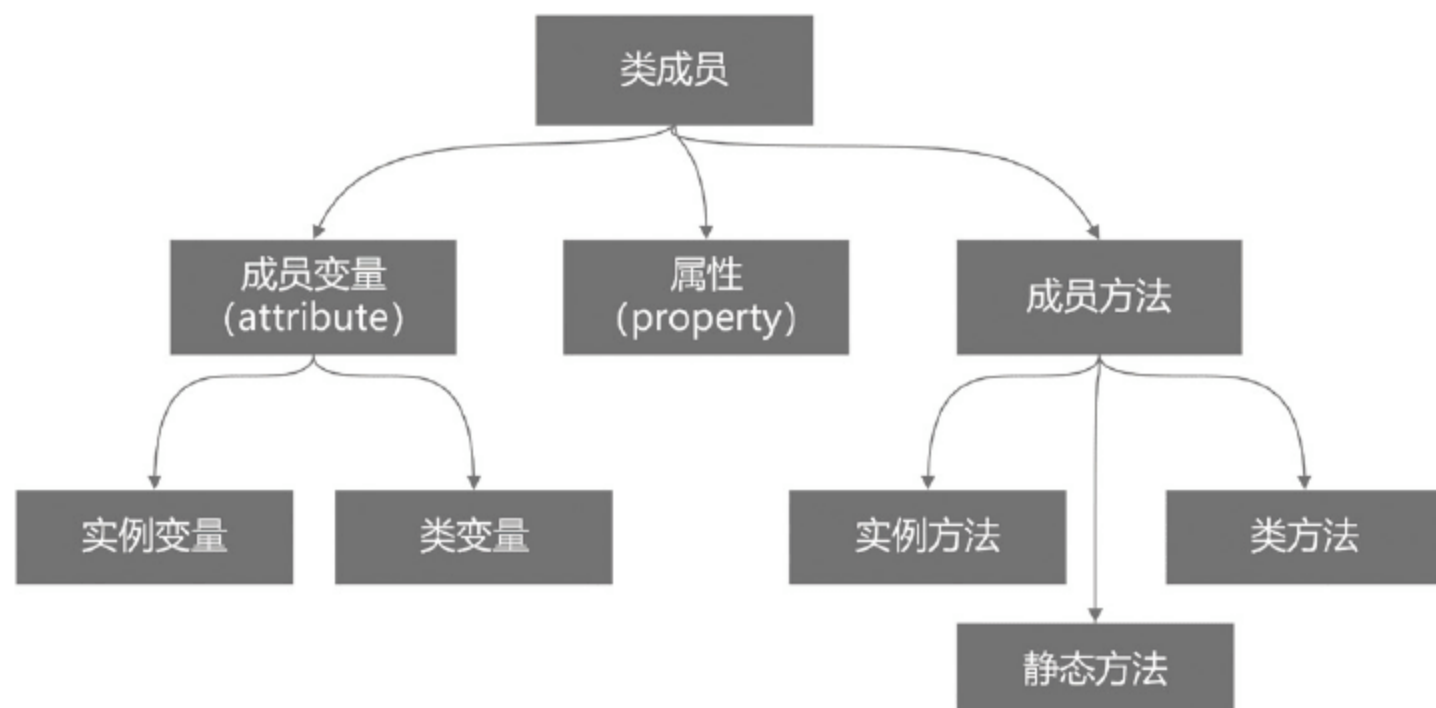 类成员
成员变量
（attribute）
属性
（property）
成员方法
实例变量
类变量
实例方法
类方法
静态方法